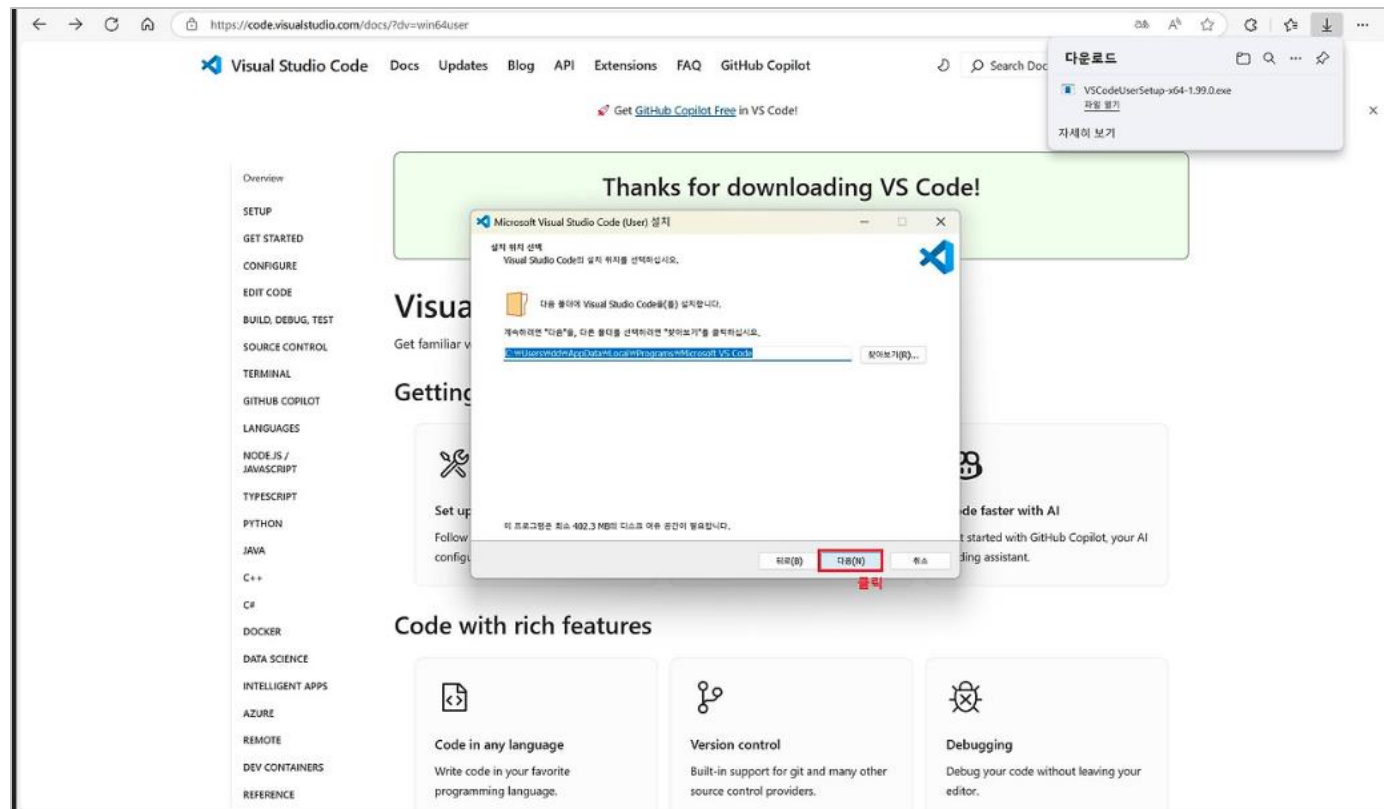 https://code.visualstudio.com/docs/?dv=win64user
Visual Studio Code Docs Updates Blog API Extensions FAQ GitHub Copilot Search Doc
다운로드
VSCodeUserSetup-x64-1.99.0.exe
파일 열기
자세히 보기
🚀 Get GitHub Copilot Free in VS Code!
Thanks for downloading VS Code!
Overview
SETUP
GET STARTED
CONFIGURE
EDIT CODE
BUILD, DEBUG, TEST
SOURCE CONTROL
TERMINAL
GITHUB COPILOT
LANGUAGES
NODE.JS /
JAVASCRIPT
TYPESCRIPT
PYTHON
JAVA
C++
C#
DOCKER
DATA SCIENCE
INTELLIGENT APPS
AZURE
REMOTE
DEV CONTAINERS
REFERENCE
Microsoft Visual Studio Code (User) 설치
설치 위치 선택
Visual Studio Code의 설치 위치를 선택하십시오.
다음 폴더에 Visual Studio Code을(를) 설치합니다.
계속하려면 "다음"을, 다른 폴더를 선택하려면 "찾아보기"를 클릭하십시오.
C:₩Users₩dd₩AppData₩Local₩Programs₩Microsoft VS Code
찾아보기(R)...
이 프로그램은 최소 402.3 MB의 디스크 여유 공간이 필요합니다.
뒤로(B) 다음(N) 취소
클릭
Visua
Get familiar v
Getting
Set up
Follow
configu
de faster with AI
t started with GitHub Copilot, your AI
ding assistant.
Code with rich features
Code in any language
Write code in your favorite
programming language.
Version control
Built-in support for git and many other
source control providers.
Debugging
Debug your code without leaving your
editor.